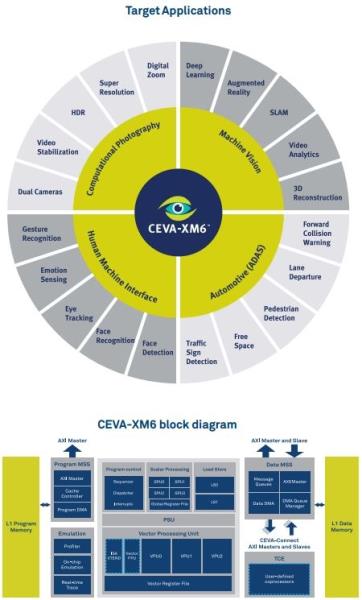 Target Applications
Digital
Zoom
Deep
Learning
Super
Resolution
Augmented
Reality
HDR
SLAM
Video
Stabilization
Video
Analytics
Dual Cameras
3D
Reconstruction
Computational Photography
Machine Vision
CEVA-XM6™
Human Machine Interface
Automotive (ADAS)
Gesture
Recognition
Forward
Collision
Warning
Emotion
Sensing
Lane
Departure
Eye
Tracking
Pedestrian
Detection
Face
Recognition
Face
Detection
Traffic
Sign
Detection
Free
Space
CEVA-XM6 block diagram
AXI Master
AXI Master and Slave
L1 Program
Memory
Program MSS
AXI Master
Cache
Controller
Program DMA
Emulation
Profiler
On-chip
Emulation
Real-time
Trace
Program control
Sequencer
Dispatcher
Interrupts
Scalar Processing
SPU0
SPU1
SPU2
SPU3
Global Register File
Load Store
LS0
LS1
PSU
Vector Processing Unit
Vector
FPU
VPU0
VPU1
VPU2
Vector Register File
Data MSS
Message
Queues
AXI Master
Data DMA
DMA Queue
Manager
CEVA-Connect
AXI Masters and Slaves
TCE
User-defined
coprocessors
L1 Data
Memory